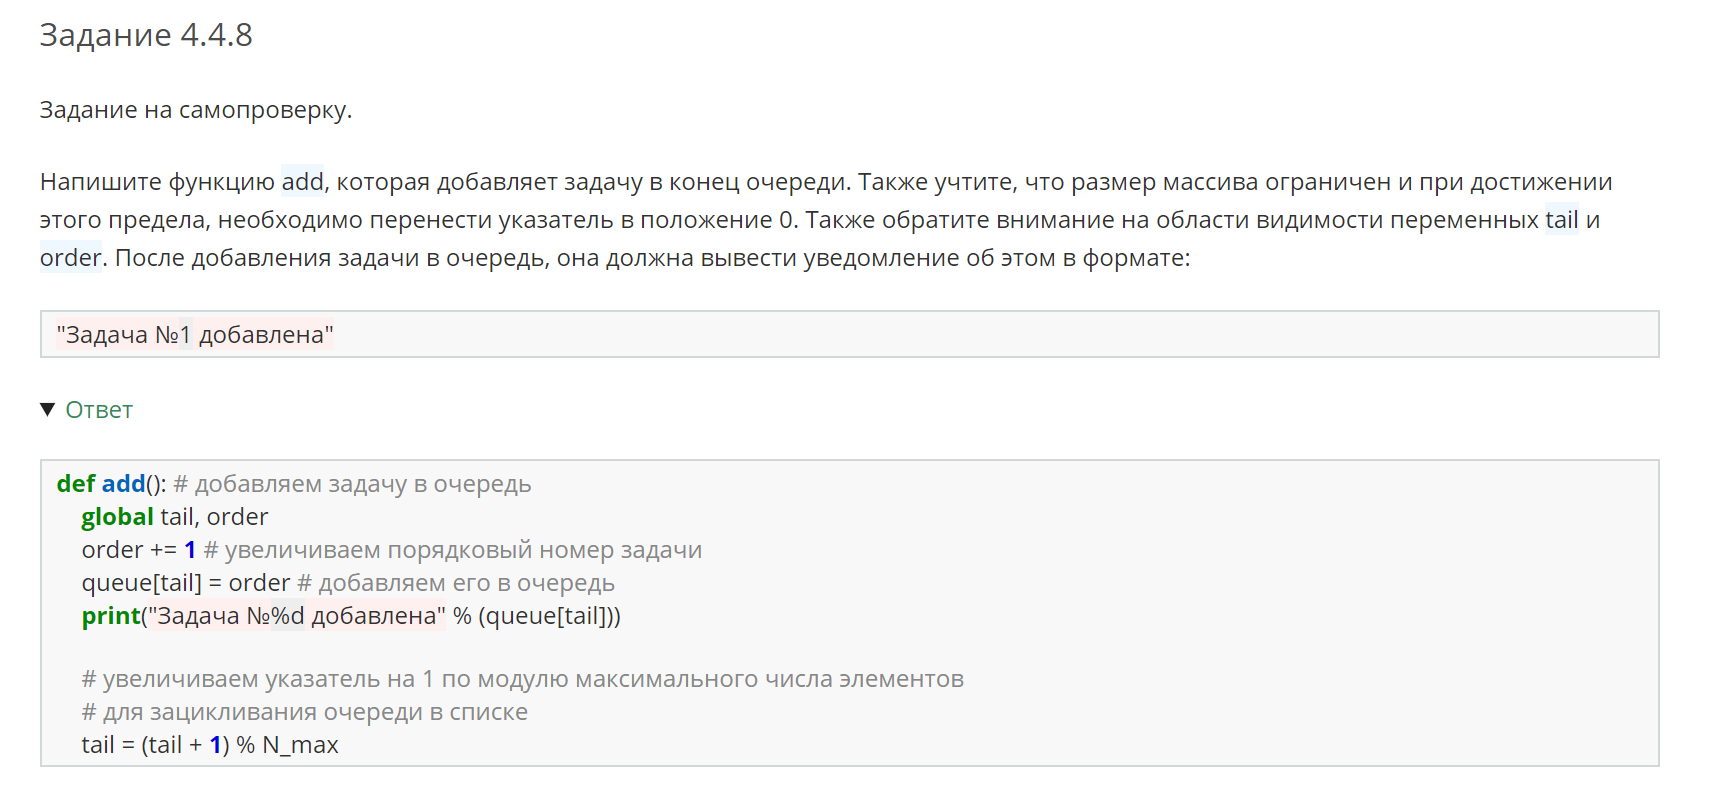 Задание 4.4.8
Задание на самопроверку.
Напишите функцию add, которая добавляет задачу в конец очереди. Также учтите, что размер массива ограничен и при достижении
этого предела, необходимо перенести указатель в положение 0. Также обратите внимание на области видимости переменных tail и
order. После добавления задачи в очередь, она должна вывести уведомление об этом в формате:
"Задача №1 добавлена"
▼ Ответ
def add(): # добавляем задачу в очередь
    global tail, order
    order += 1 # увеличиваем порядковый номер задачи
    queue[tail] = order # добавляем его в очередь
    print("Задача №%d добавлена" % (queue[tail]))
    # увеличиваем указатель на 1 по модулю максимального числа элементов
    # для зацикливания очереди в списке
    tail = (tail + 1) % N_max